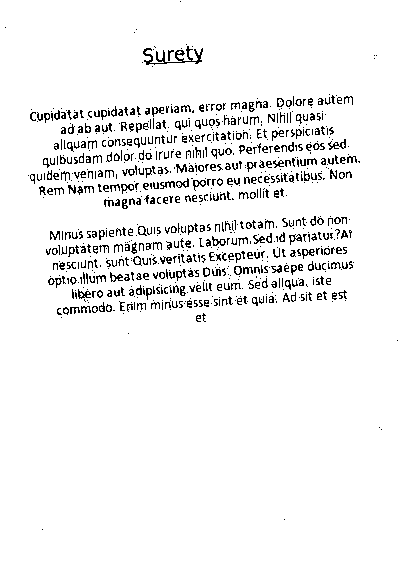 Surety
Cupidatat cupidatat aperiam, error magna. Dolore autem
ad ab aut. Repellat, qui quos harum. Nihil quasi
aliquam consequuntur exercitation. Et perspiciatis
quibusdam dolor do irure nihil quo. Perferendis eos sed
quidem veniam, voluptas. Maiores aut praesentium autem.
Rem Nam tempor eiusmod porro eu necessitatibus. Non
magna facere nesciunt, mollit et.
Minus sapiente Quis voluptas nihil totam. Sunt do non
voluptatem magnam aute. Laborum, Sed id pariatur? At
nesciunt, sunt Quis veritatis Excepteur. Ut asperiores
optio illum beatae voluptas Duis. Omnis saepe ducimus
libero aut adipisicing velit eum. Sed aliqua, iste
commodo. Enim minus esse sint et quia. Ad sit et est
et